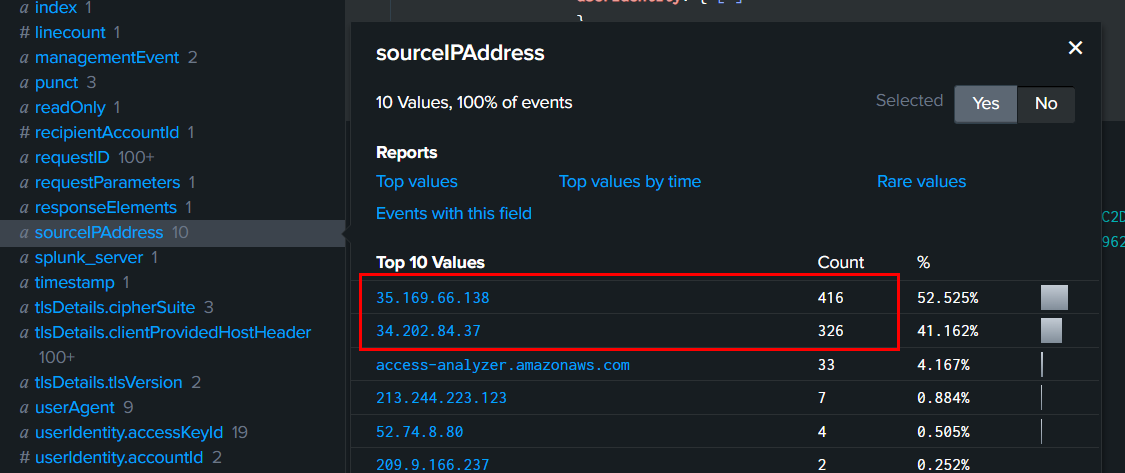 a index 1
# linecount 1
a managementEvent 2
a punct 3
a readOnly 1
# recipientAccountId 1
a requestID 100+
a requestParameters 1
a responseElements 1
a sourceIPAddress 10
a splunk_server 1
a timestamp 1
a tlsDetails.cipherSuite 3
a tlsDetails.clientProvidedHostHeader
100+
a tlsDetails.tlsVersion 2
a userAgent 9
a userIdentity.accessKeyId 19
# userIdentity.accountId 2
sourceIPAddress
10 Values, 100% of events
Selected Yes No
Reports
Top values Top values by time Rare values
Events with this field
Top 10 Values Count %
35.169.66.138 416 52.525%
34.202.84.37 326 41.162%
access-analyzer.amazonaws.com 33 4.167%
213.244.223.123 7 0.884%
52.74.8.80 4 0.505%
209.9.166.237 2 0.252%
C2D
962